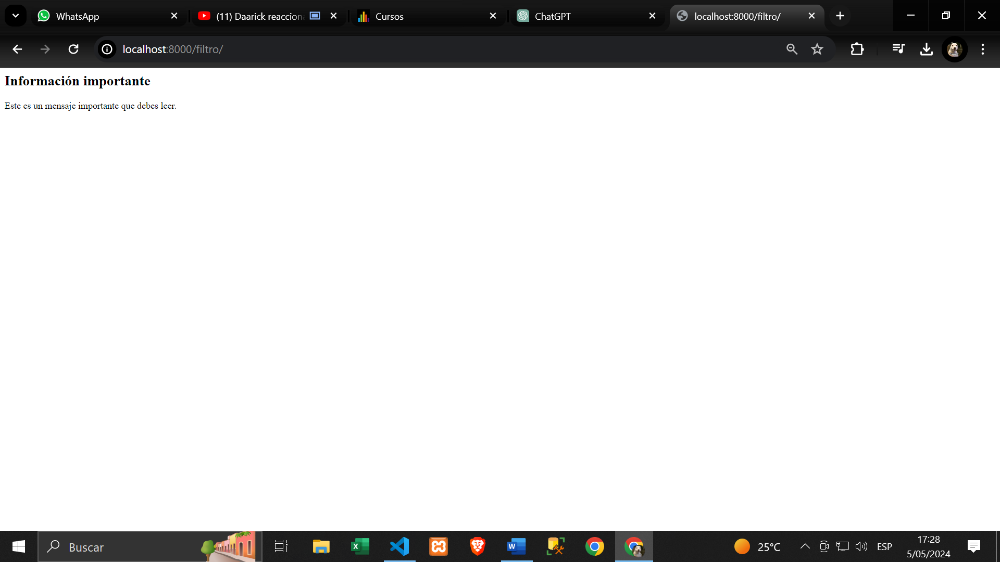 WhatsApp
(11) Daarick reacciona
Cursos
ChatGPT
localhost:8000/filtro/
localhost:8000/filtro/
Información importante
Este es un mensaje importante que debes leer.
Buscar
25°C
ESP
17:28
5/05/2024